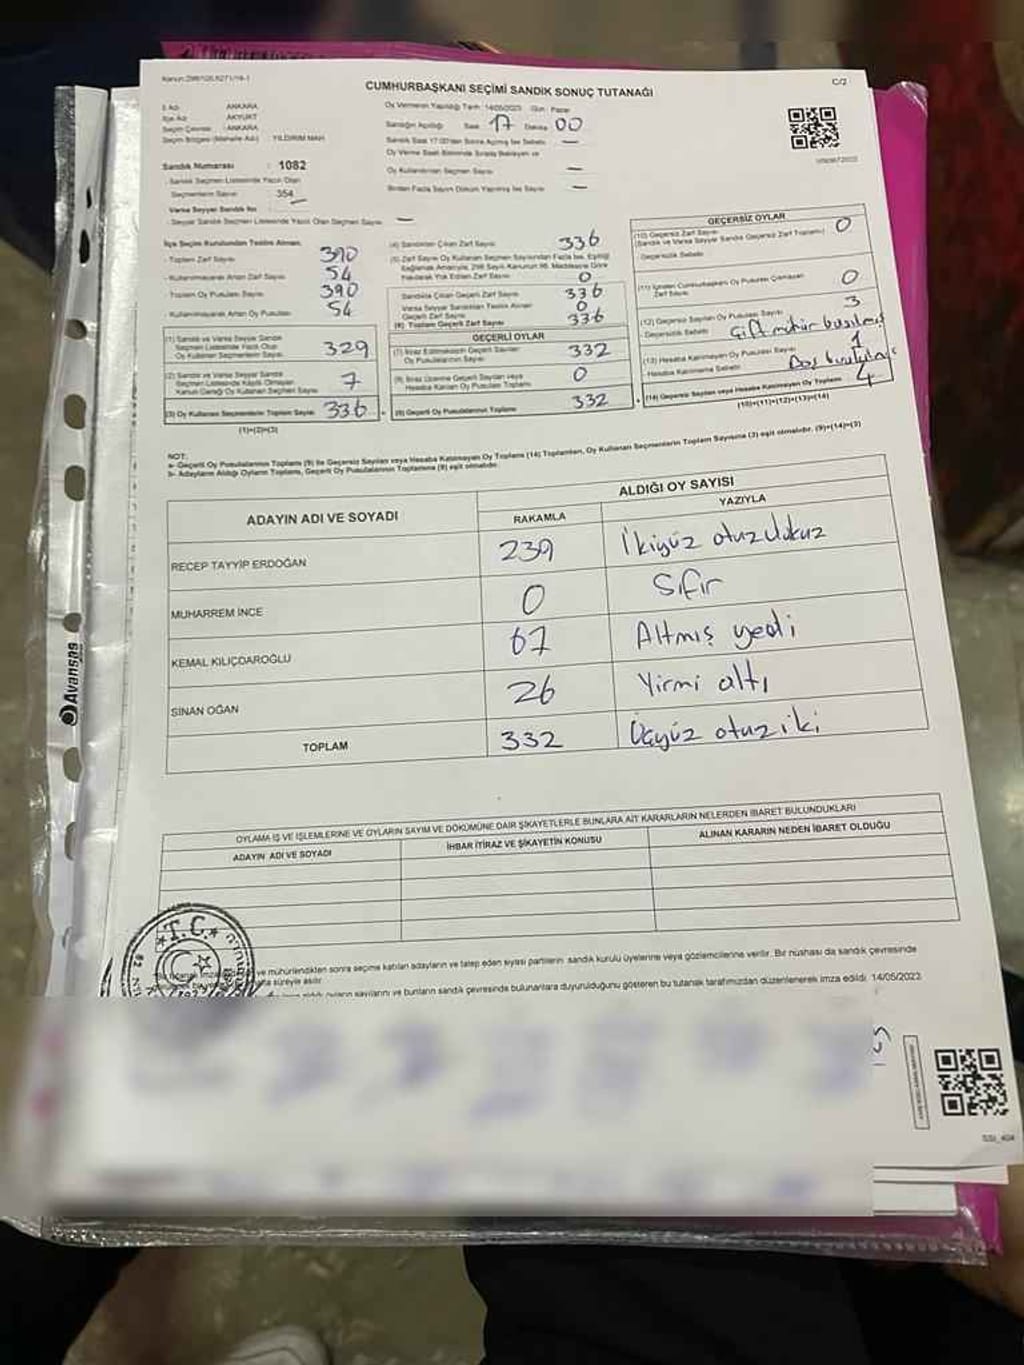 Kanun:298/105,6271/19-1
C/2
CUMHURBAŞKANI SEÇİMİ SANDIK SONUÇ TUTANAĞI
İl Adı ANKARA
İlçe Adı AKYURT
Seçim Çevresi ANKARA
Seçim Bölgesi (Mahalle Adı) YILDIRIM MAH
Oy Vermenin Yapıldığı Tarih : 14/05/2023 Gün : Pazar
Sandığın Açıldığı Saat 17 Dakika 00
Sandık Saat 17:00'den Sonra Açılmış İse Sebebi —
Oy Verme Saati Bitiminde Sırada Bekleyen ve
Oy Kullandırılan Seçmen Sayısı —
Birden Fazla Sayım Döküm Yapılmış İse Sayısı —
Sandık Numarası : 1082
- Sandık Seçmen Listesinde Yazılı Olan
Seçmenlerin Sayısı 354
Varsa Seyyar Sandık No
- Seyyar Sandık Seçmen Listesinde Yazılı Olan Seçmen Sayısı —
İlçe Seçim Kurulundan Teslim Alınan
- Toplam Zarf Sayısı 390
- Kullanılmayarak Artan Zarf Sayısı 54
- Toplam Oy Pusulası Sayısı 390
- Kullanılmayarak Artan Oy Pusulası 54
(1) Sandık ve Varsa Seyyar Sandık
Seçmen Listesinde Yazılı Olup
Oy Kullanan Seçmenlerin Sayısı 329
(2) Sandık ve Varsa Seyyar Sandık
Seçmen Listesinde Kaydı Olmayan
Kanun Gereği Oy Kullanan Seçmen Sayısı 7
(3) Oy Kullanan Seçmenlerin Toplam Sayısı 336
(1)+(2)=(3)
(4) Sandıktan Çıkan Zarf Sayısı 336
(5) Zarf Sayısı Oy Kullanan Seçmen Sayısından Fazla İse, Eşitliği
Sağlamak Amacıyla, 298 Sayılı Kanunun 98. Maddesine Göre
Yakılarak Yok Edilen Zarf Sayısı 0
Sandıkta Çıkan Geçerli Zarf Sayısı 336
Varsa Seyyar Sandıktan Teslim Alınan
Geçerli Zarf Sayısı 0
(6) Toplam Geçerli Zarf Sayısı 336
GEÇERLİ OYLAR
(7) İtiraz Edilmeksizin Geçerli Sayılan
Oy Pusulalarının Sayısı 332
(8) İtiraz Üzerine Geçerli Sayılan veya
Hesaba Katılan Oy Pusulaları Toplamı 0
(9) Geçerli Oy Pusulalarının Toplamı 332
GEÇERSİZ OYLAR
(10) Geçersiz Zarf Sayısı
(Sandık ve Varsa Seyyar Sandık Geçersiz Zarf Toplamı) 0
Geçersizlik Sebebi
(11) İçinden Cumhurbaşkanı Oy Pusulası Çıkmayan
Zarf Sayısı 0
(12) Geçersiz Sayılan Oy Pusulası Sayısı 3
Geçersizlik Sebebi Çift mühür basılmış
(13) Hesaba Katılmayan Oy Pusulası Sayısı 1
Hesaba Katılmama Sebebi Boş bırakılmış
(14) Geçersiz Sayılan veya Hesaba Katılmayan Oy Toplamı 4
(10)+(11)+(12)+(13)=(14)
NOT:
a- Geçerli Oy Pusulalarının Toplamı (9) ile Geçersiz Sayılan veya Hesaba Katılmayan Oy Toplamı (14) Toplamları, Oy Kullanan Seçmenlerin Toplam Sayısına (3) eşit olmalıdır. (9)+(14)=(3)
b- Adayların Aldığı Oyların Toplamı, Geçerli Oy Pusulalarının Toplamına (9) eşit olmalıdır.
ADAYIN ADI VE SOYADI
ALDIĞI OY SAYISI
RAKAMLA YAZIYLA
RECEP TAYYİP ERDOĞAN 239 İkiyüz otuzdokuz
MUHARREM İNCE 0 Sıfır
KEMAL KILIÇDAROĞLU 67 Altmış yedi
SİNAN OĞAN 26 Yirmi altı
TOPLAM 332 Üçyüz otuz iki
OYLAMA İŞ VE İŞLEMLERİNE VE OYLARIN SAYIM VE DÖKÜMÜNE DAİR ŞİKAYETLERLE BUNLARA AİT KARARLARIN NELERDEN İBARET BULUNDUKLARI
ADAYIN ADI VE SOYADI İHBAR İTİRAZ VE ŞİKAYETİN KONUSU ALINAN KARARIN NEDEN İBARET OLDUĞU
T.C.
ve mühürlendikten sonra seçime katılan adayların ve talep eden siyasi partilerin sandık kurulu üyelerine veya gözlemcilerine verilir. Bir nüshası da sandık çevresinde
süreyle asılır
aldığı oyların sayılarını ve bunların sandık çevresinde bulunanlara duyurulduğunu gösteren bu tutanak tarafımızdan düzenlenerek imza edildi. 14/05/2023
Avansas
SSI_404